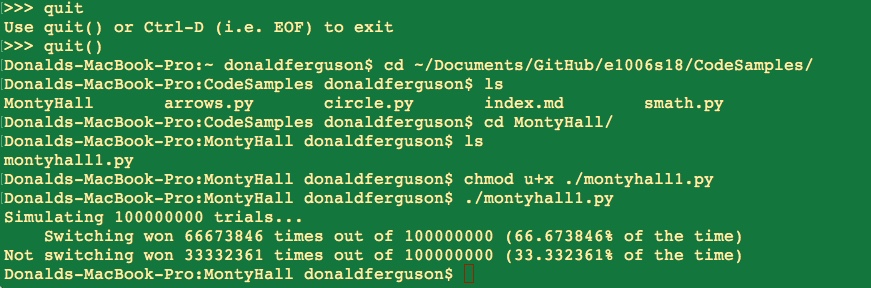 >>> quit
Use quit() or Ctrl-D (i.e. EOF) to exit
>>> quit()
Donalds-MacBook-Pro:~ donaldferguson$ cd ~/Documents/GitHub/e1006s18/CodeSamples/
Donalds-MacBook-Pro:CodeSamples donaldferguson$ ls
MontyHall arrows.py circle.py index.md smath.py
Donalds-MacBook-Pro:CodeSamples donaldferguson$ cd MontyHall/
Donalds-MacBook-Pro:MontyHall donaldferguson$ ls
montyhall1.py
Donalds-MacBook-Pro:MontyHall donaldferguson$ chmod u+x ./montyhall1.py
Donalds-MacBook-Pro:MontyHall donaldferguson$ ./montyhall1.py
Simulating 100000000 trials...
Switching won 66673846 times out of 100000000 (66.673846% of the time)
Not switching won 33332361 times out of 100000000 (33.332361% of the time)
Donalds-MacBook-Pro:MontyHall donaldferguson$